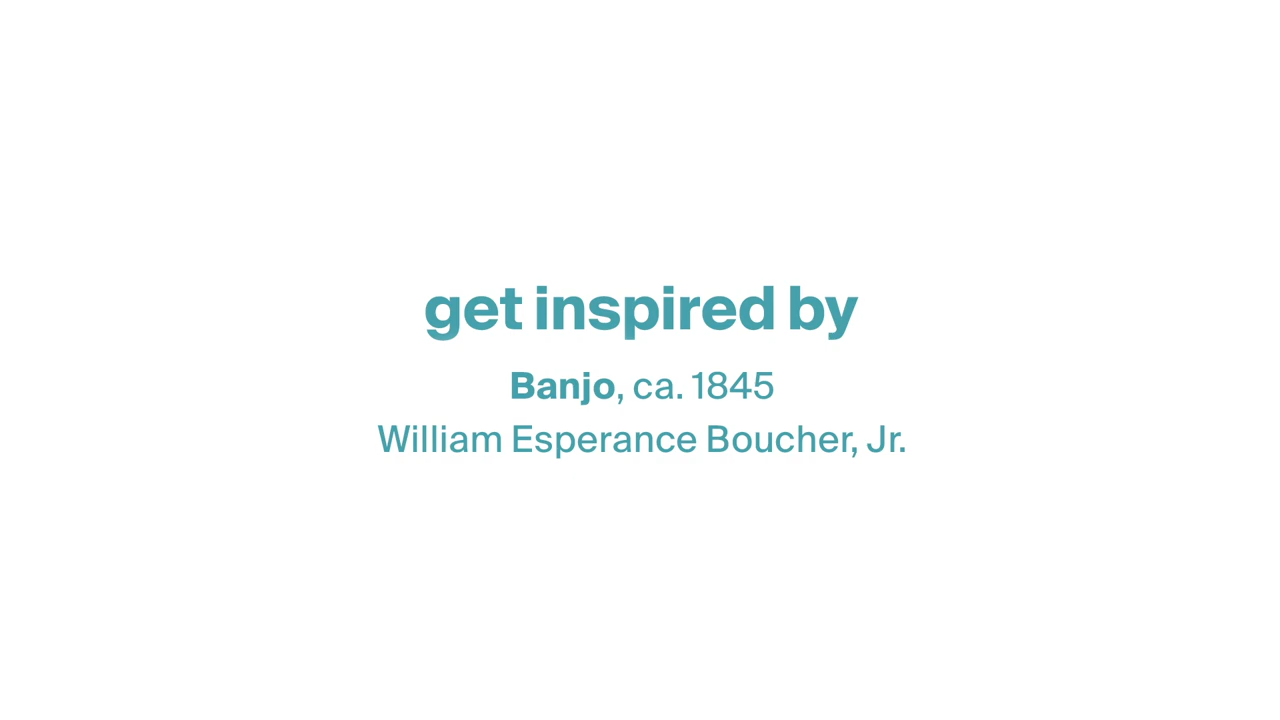 get inspired by
Banjo, ca. 1845
William Esperance Boucher, Jr.